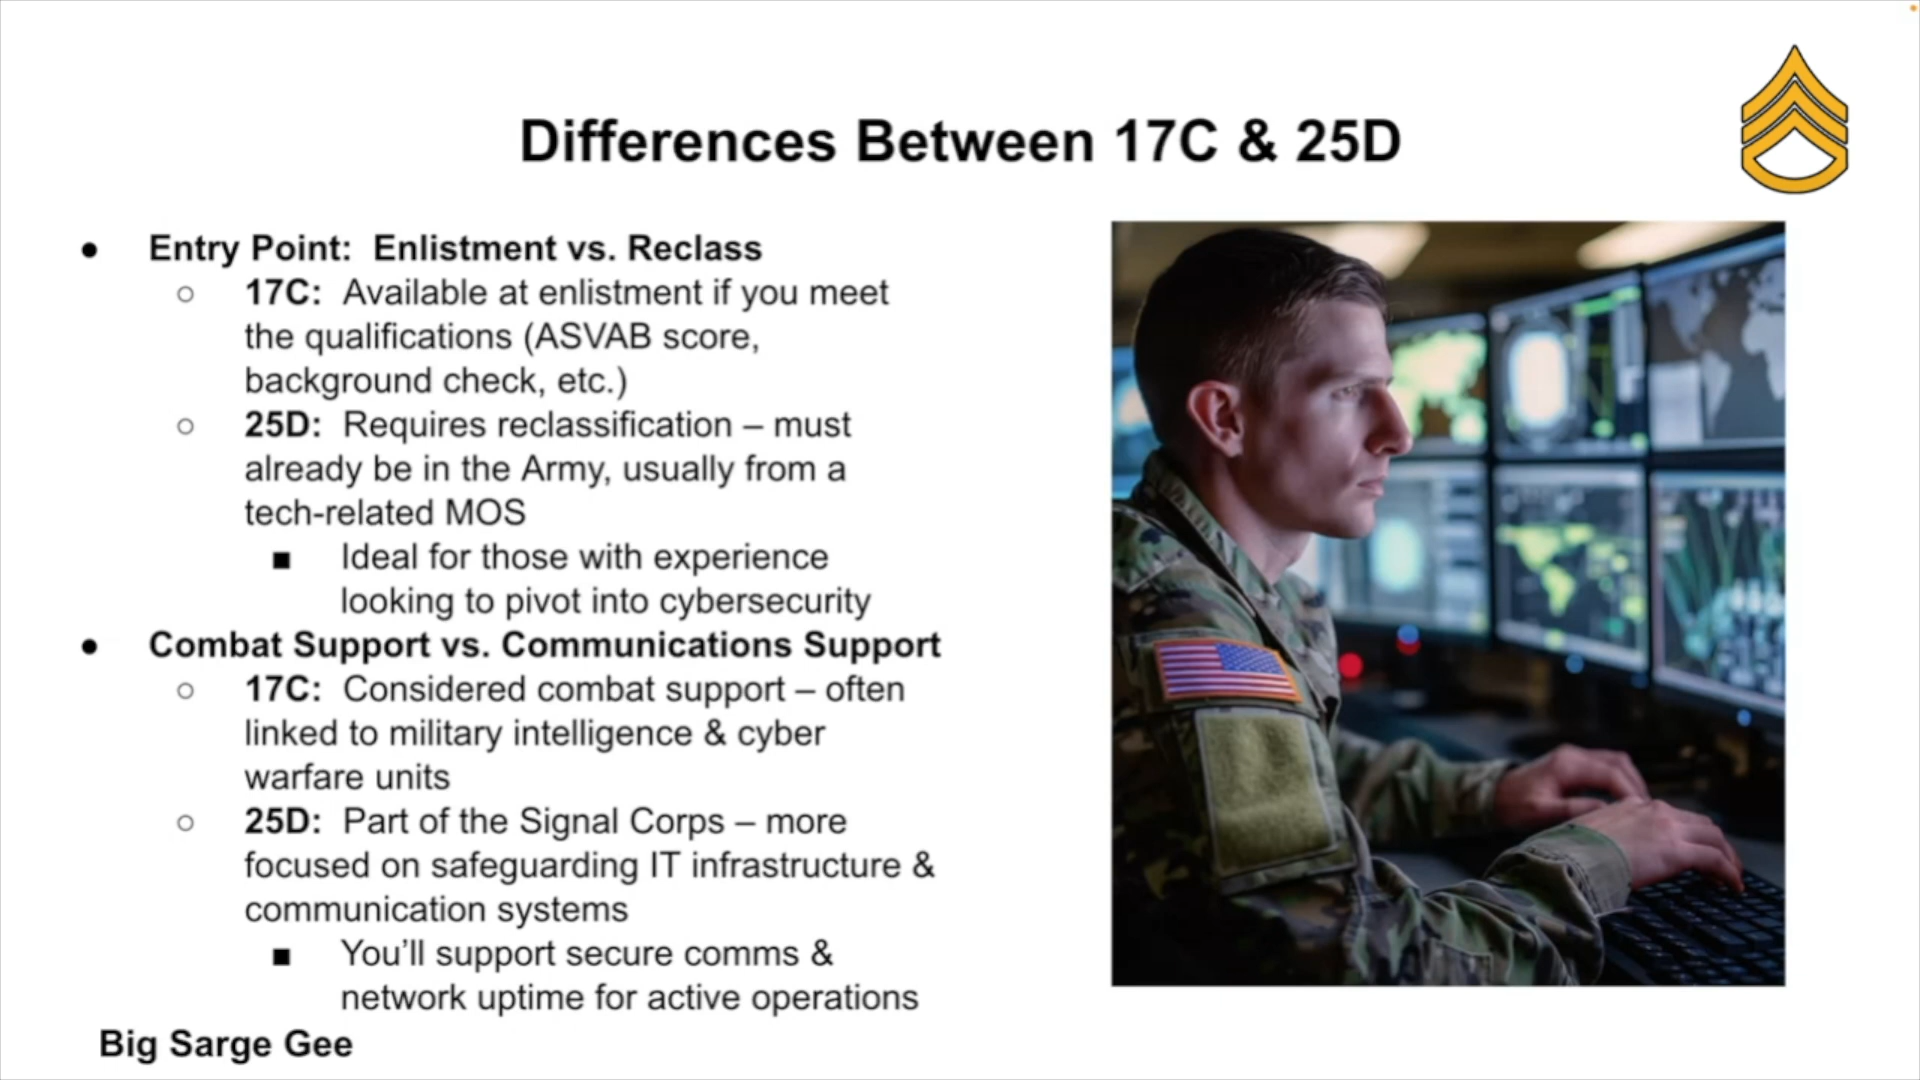 Differences Between 17C & 25D
● Entry Point: Enlistment vs. Reclass
○ 17C: Available at enlistment if you meet
the qualifications (ASVAB score,
background check, etc.)
○ 25D: Requires reclassification – must
already be in the Army, usually from a
tech-related MOS
■ Ideal for those with experience
looking to pivot into cybersecurity
● Combat Support vs. Communications Support
○ 17C: Considered combat support – often
linked to military intelligence & cyber
warfare units
○ 25D: Part of the Signal Corps – more
focused on safeguarding IT infrastructure &
communication systems
■ You’ll support secure comms &
network uptime for active operations
Big Sarge Gee